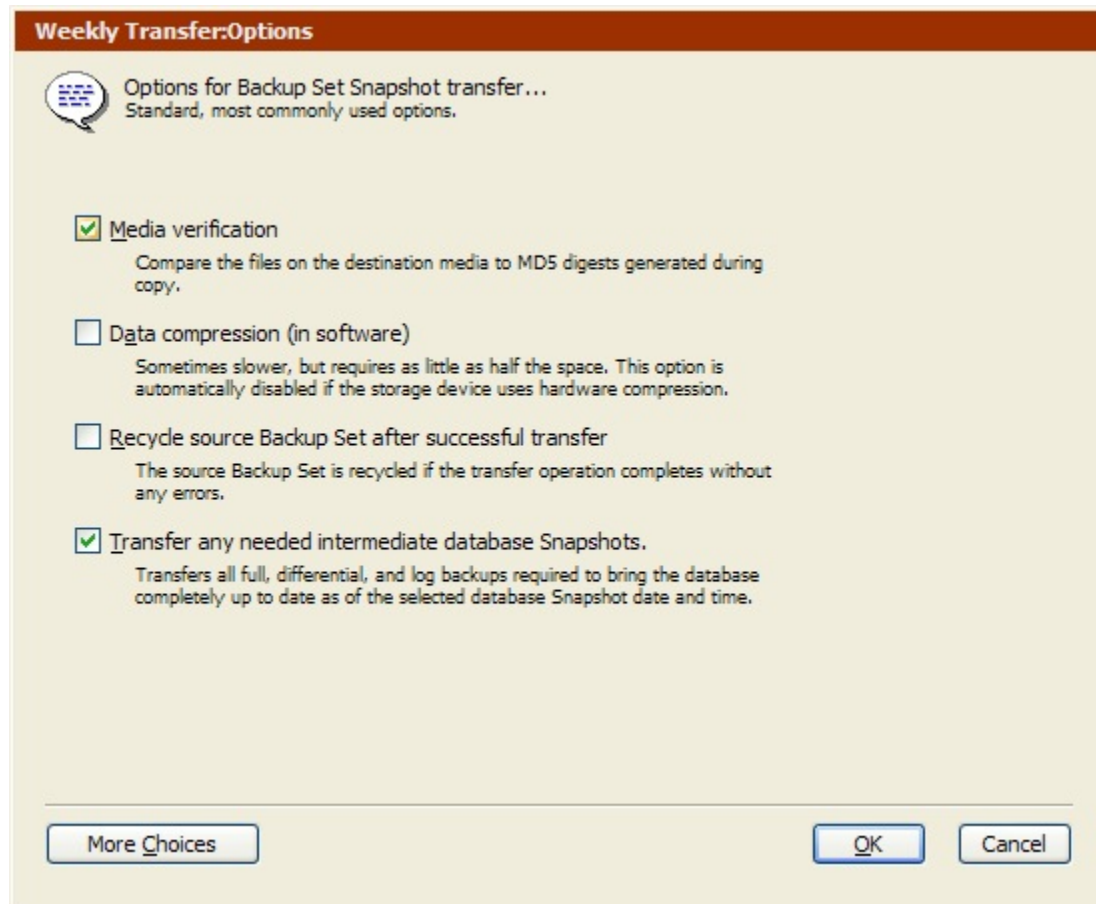 Weekly Transfer:Options
Options for Backup Set Snapshot transfer...
Standard, most commonly used options.
Media verification
Compare the files on the destination media to MD5 digests generated during
copy.
Data compression (in software)
Sometimes slower, but requires as little as half the space. This option is
automatically disabled if the storage device uses hardware compression.
Recycle source Backup Set after successful transfer
The source Backup Set is recycled if the transfer operation completes without
any errors.
Transfer any needed intermediate database Snapshots.
Transfers all full, differential, and log backups required to bring the database
completely up to date as of the selected database Snapshot date and time.
More Choices
OK
Cancel